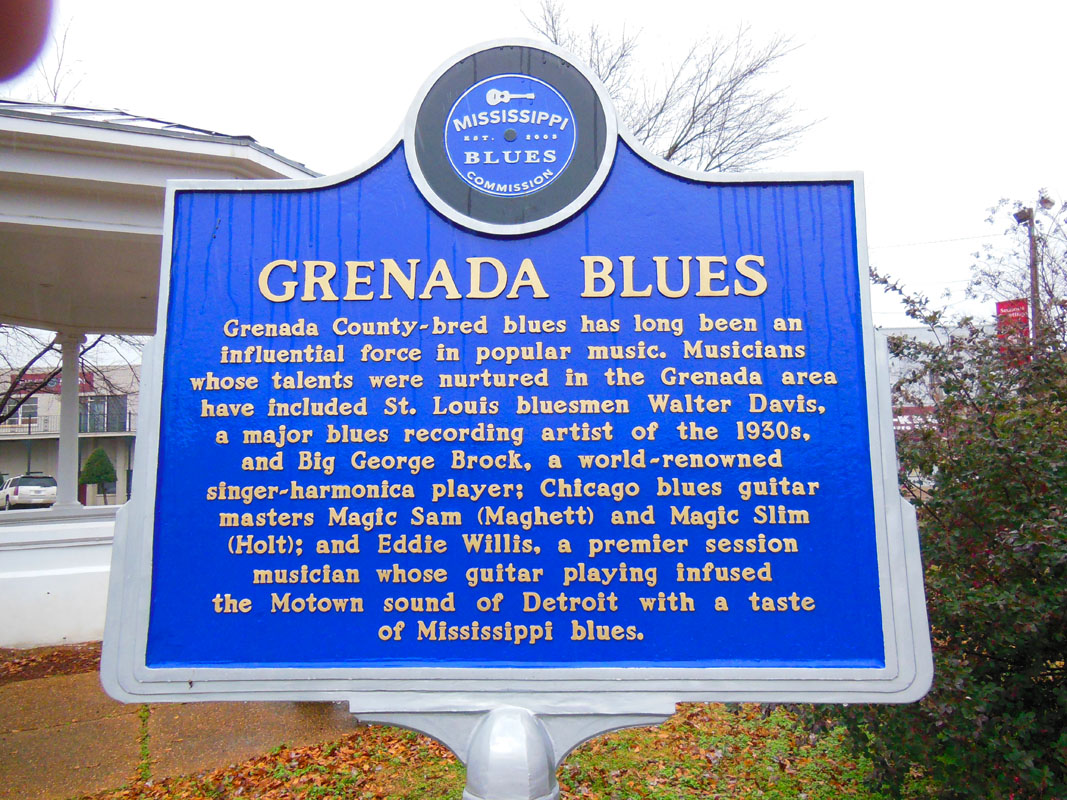 MISSISSIPPI
EST. 2003
BLUES
COMMISSION
GRENADA BLUES
Grenada County-bred blues has long been an
influential force in popular music. Musicians
whose talents were nurtured in the Grenada area
have included St. Louis bluesmen Walter Davis,
a major blues recording artist of the 1930s,
and Big George Brock, a world-renowned
singer-harmonica player; Chicago blues guitar
masters Magic Sam (Maghett) and Magic Slim
(Holt); and Eddie Willis, a premier session
musician whose guitar playing infused
the Motown sound of Detroit with a taste
of Mississippi blues.